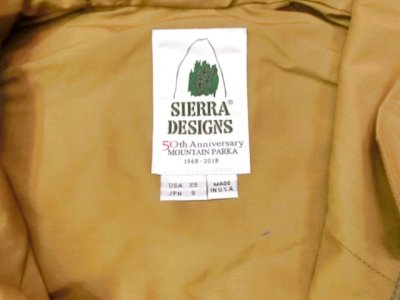 SIERRA®
DESIGNS
50th Anniversary
MOUNTAIN PARKA
1968-2018
USA XS
JPN S
MADE
IN U.S.A.